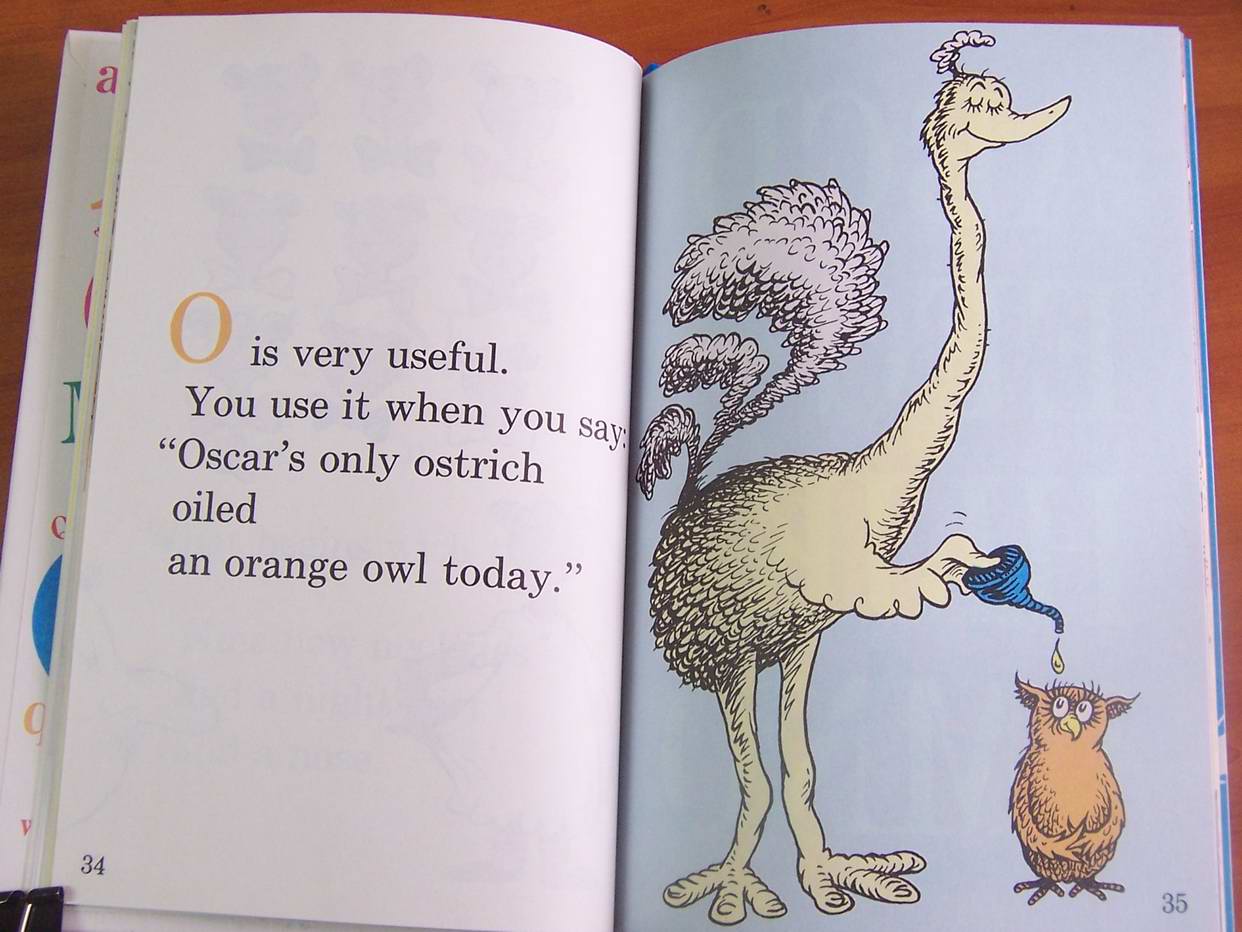 O is very useful.
You use it when you say:
“Oscar’s only ostrich
oiled
an orange owl today.”
34
35